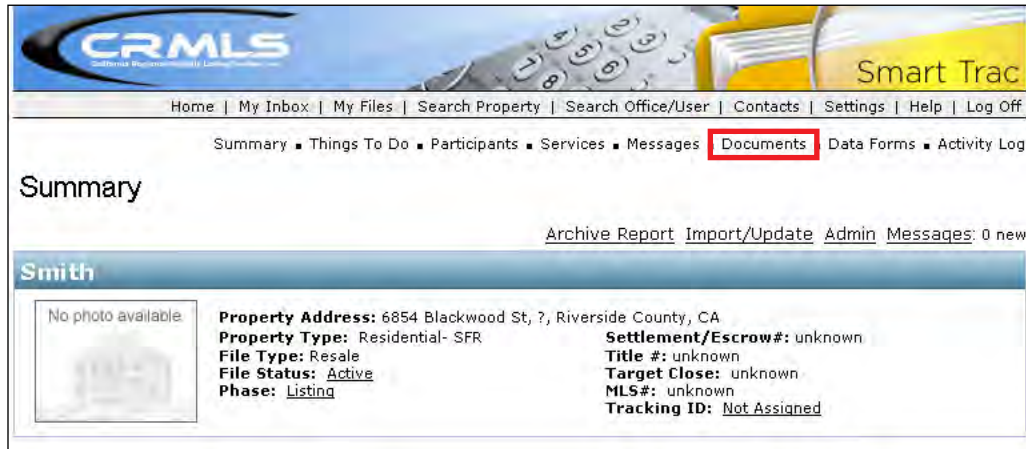 CRMLS
Smart Trac
Home | My Inbox | My Files | Search Property | Search Office/User | Contacts | Settings | Help | Log Off
Summary ▪ Things To Do ▪ Participants ▪ Services ▪ Messages ▪ Documents ▪ Data Forms ▪ Activity Log
Summary
Archive Report Import/Update Admin Messages: 0 new
Smith
No photo available
Property Address: 6854 Blackwood St, ?, Riverside County, CA
Property Type: Residential- SFR
Settlement/Escrow#: unknown
File Type: Resale
Title #: unknown
File Status: Active
Target Close: unknown
Phase: Listing
MLS#: unknown
Tracking ID: Not Assigned